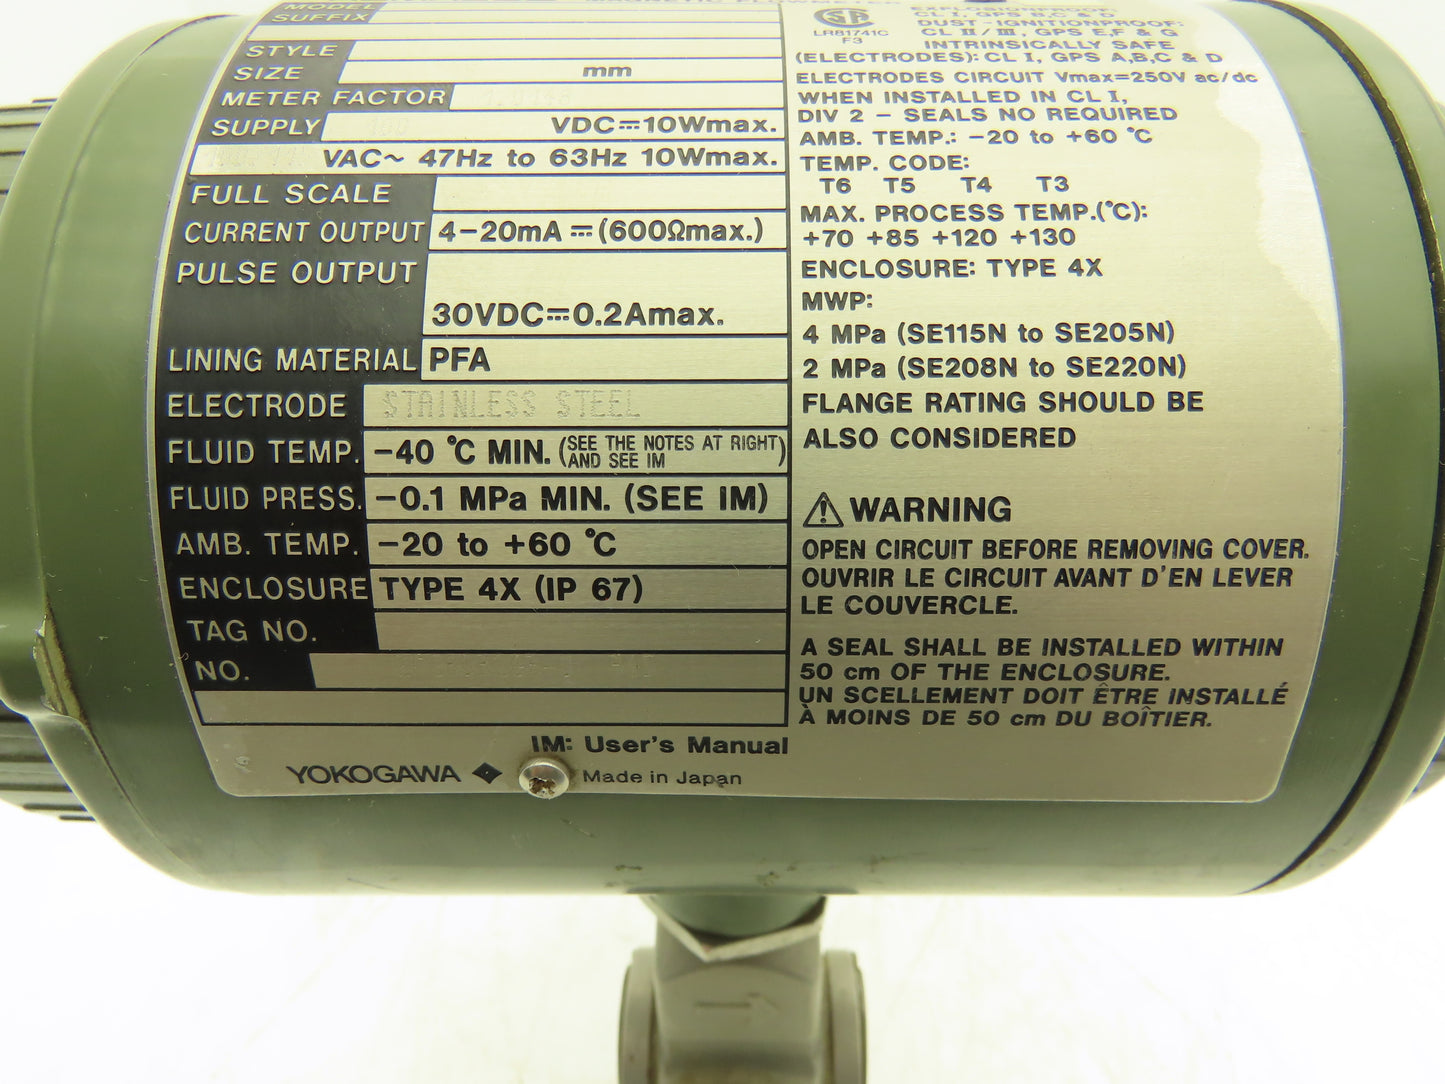 MAGNETIC FLOWMETER
MODEL
SUFFIX
STYLE
SIZE mm
METER FACTOR
SUPPLY 100 VDC⎓10Wmax.
VAC~ 47Hz to 63Hz 10Wmax.
FULL SCALE
CURRENT OUTPUT 4-20mA⎓(600Ωmax.)
PULSE OUTPUT
30VDC⎓0.2Amax.
LINING MATERIAL PFA
ELECTRODE STAINLESS STEEL
FLUID TEMP. -40 °C MIN. (SEE THE NOTES AT RIGHT
AND SEE IM)
FLUID PRESS. -0.1 MPa MIN. (SEE IM)
AMB. TEMP. -20 to +60 °C
ENCLOSURE TYPE 4X (IP 67)
TAG NO.
NO.
IM: User's Manual
YOKOGAWA Made in Japan
SP
LR81741C
F3
EXPLOSIONPROOF:
CL I, GPS B,C & D
DUST-IGNITIONPROOF:
CL II/III, GPS E,F & G
INTRINSICALLY SAFE
(ELECTRODES): CL I, GPS A,B,C & D
ELECTRODES CIRCUIT Vmax=250V ac/dc
WHEN INSTALLED IN CL I,
DIV 2 - SEALS NO REQUIRED
AMB. TEMP.: -20 to +60 °C
TEMP. CODE:
T6 T5 T4 T3
MAX. PROCESS TEMP.(°C):
+70 +85 +120 +130
ENCLOSURE: TYPE 4X
MWP:
4 MPa (SE115N to SE205N)
2 MPa (SE208N to SE220N)
FLANGE RATING SHOULD BE
ALSO CONSIDERED
⚠ WARNING
OPEN CIRCUIT BEFORE REMOVING COVER.
OUVRIR LE CIRCUIT AVANT D'EN LEVER
LE COUVERCLE.
A SEAL SHALL BE INSTALLED WITHIN
50 cm OF THE ENCLOSURE.
UN SCELLEMENT DOIT ÊTRE INSTALLÉ
À MOINS DE 50 cm DU BOÎTIER.